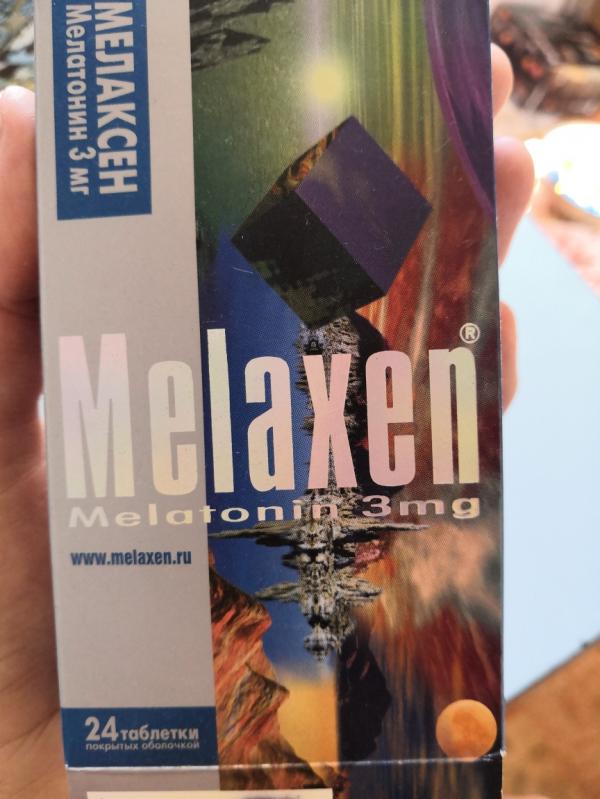 МЕЛАКСЕН
Мелатонин 3 мг
Melaxen®
Melatonin 3mg
www.melaxen.ru
24 таблетки
покрытых оболочкой